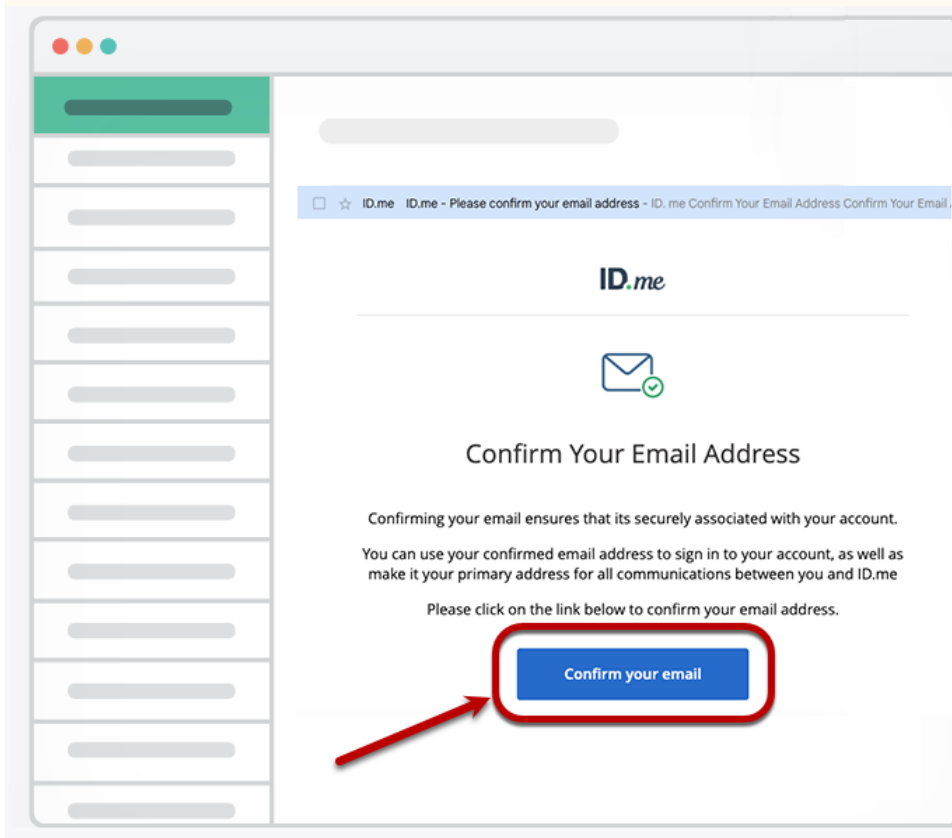 ID.me ID.me - Please confirm your email address - ID. me Confirm Your Email Address Confirm Your Email
ID.me
Confirm Your Email Address
Confirming your email ensures that its securely associated with your account.
You can use your confirmed email address to sign in to your account, as well as
make it your primary address for all communications between you and ID.me
Please click on the link below to confirm your email address.
Confirm your email